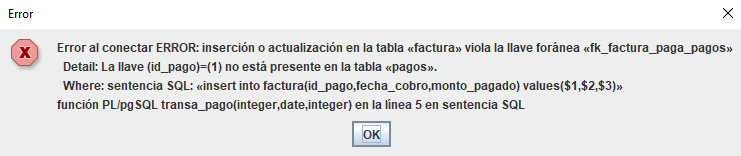 Error
Error al conectar ERROR: inserción o actualización en la tabla «factura» viola la llave foránea «fk_factura_paga_pagos»
Detail: La llave (id_pago)=(1) no está presente en la tabla «pagos».
Where: sentencia SQL: «insert into factura(id_pago,fecha_cobro,monto_pagado) values($1,$2,$3)»
función PL/pgSQL transa_pago(integer,date,integer) en la línea 5 en sentencia SQL
OK